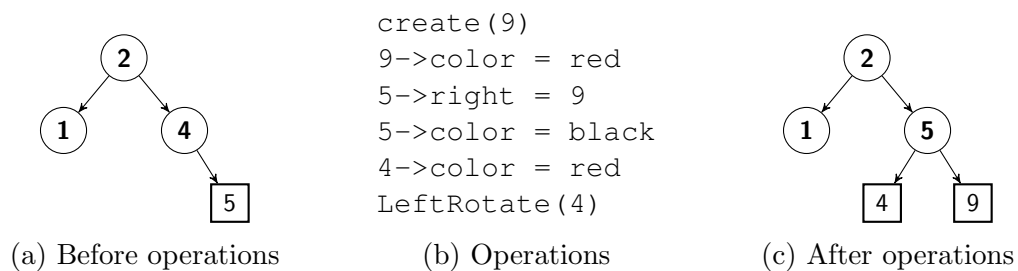 2
1
4
5
(a) Before operations
create(9)
9->color = red
5->right = 9
5->color = black
4->color = red
LeftRotate(4)
(b) Operations
2
1
5
4
9
(c) After operations